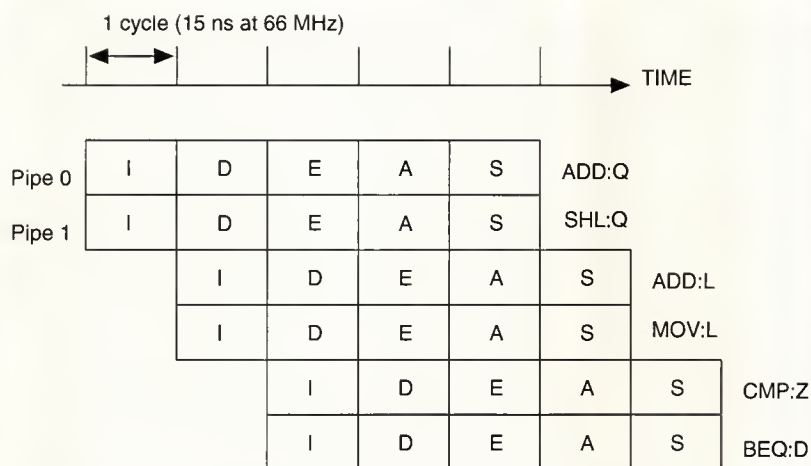 1 cycle (15 ns at 66 MHz)
TIME
Pipe 0 I D E A S ADD:Q
Pipe 1 I D E A S SHL:Q
I D E A S ADD:L
I D E A S MOV:L
I D E A S CMP:Z
I D E A S BEQ:D